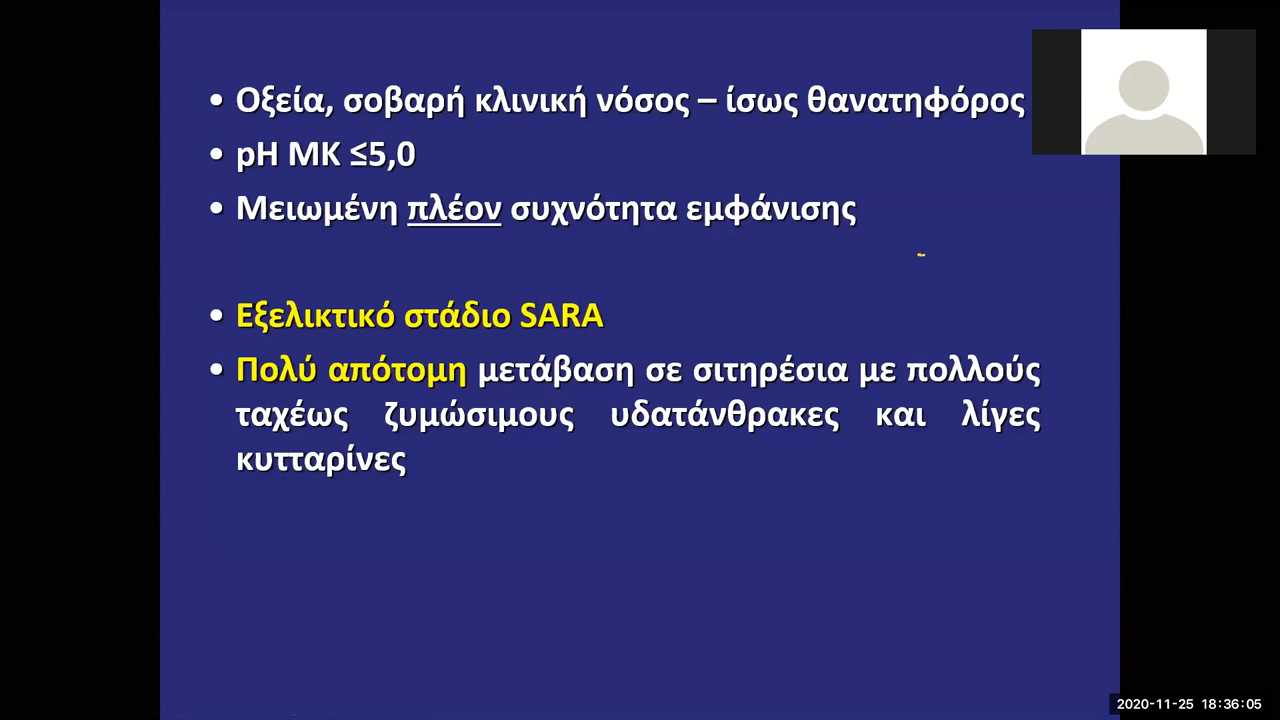 • Οξεία, σοβαρή κλινική νόσος – ίσως θανατηφόρος
• pH ΜΚ ≤5,0
• Μειωμένη πλέον συχνότητα εμφάνισης
• Εξελικτικό στάδιο SARA
• Πολύ απότομη μετάβαση σε σιτηρέσια με πολλούς
ταχέως ζυμώσιμους υδατάνθρακες και λίγες
κυτταρίνες
2020-11-25 18:36:05